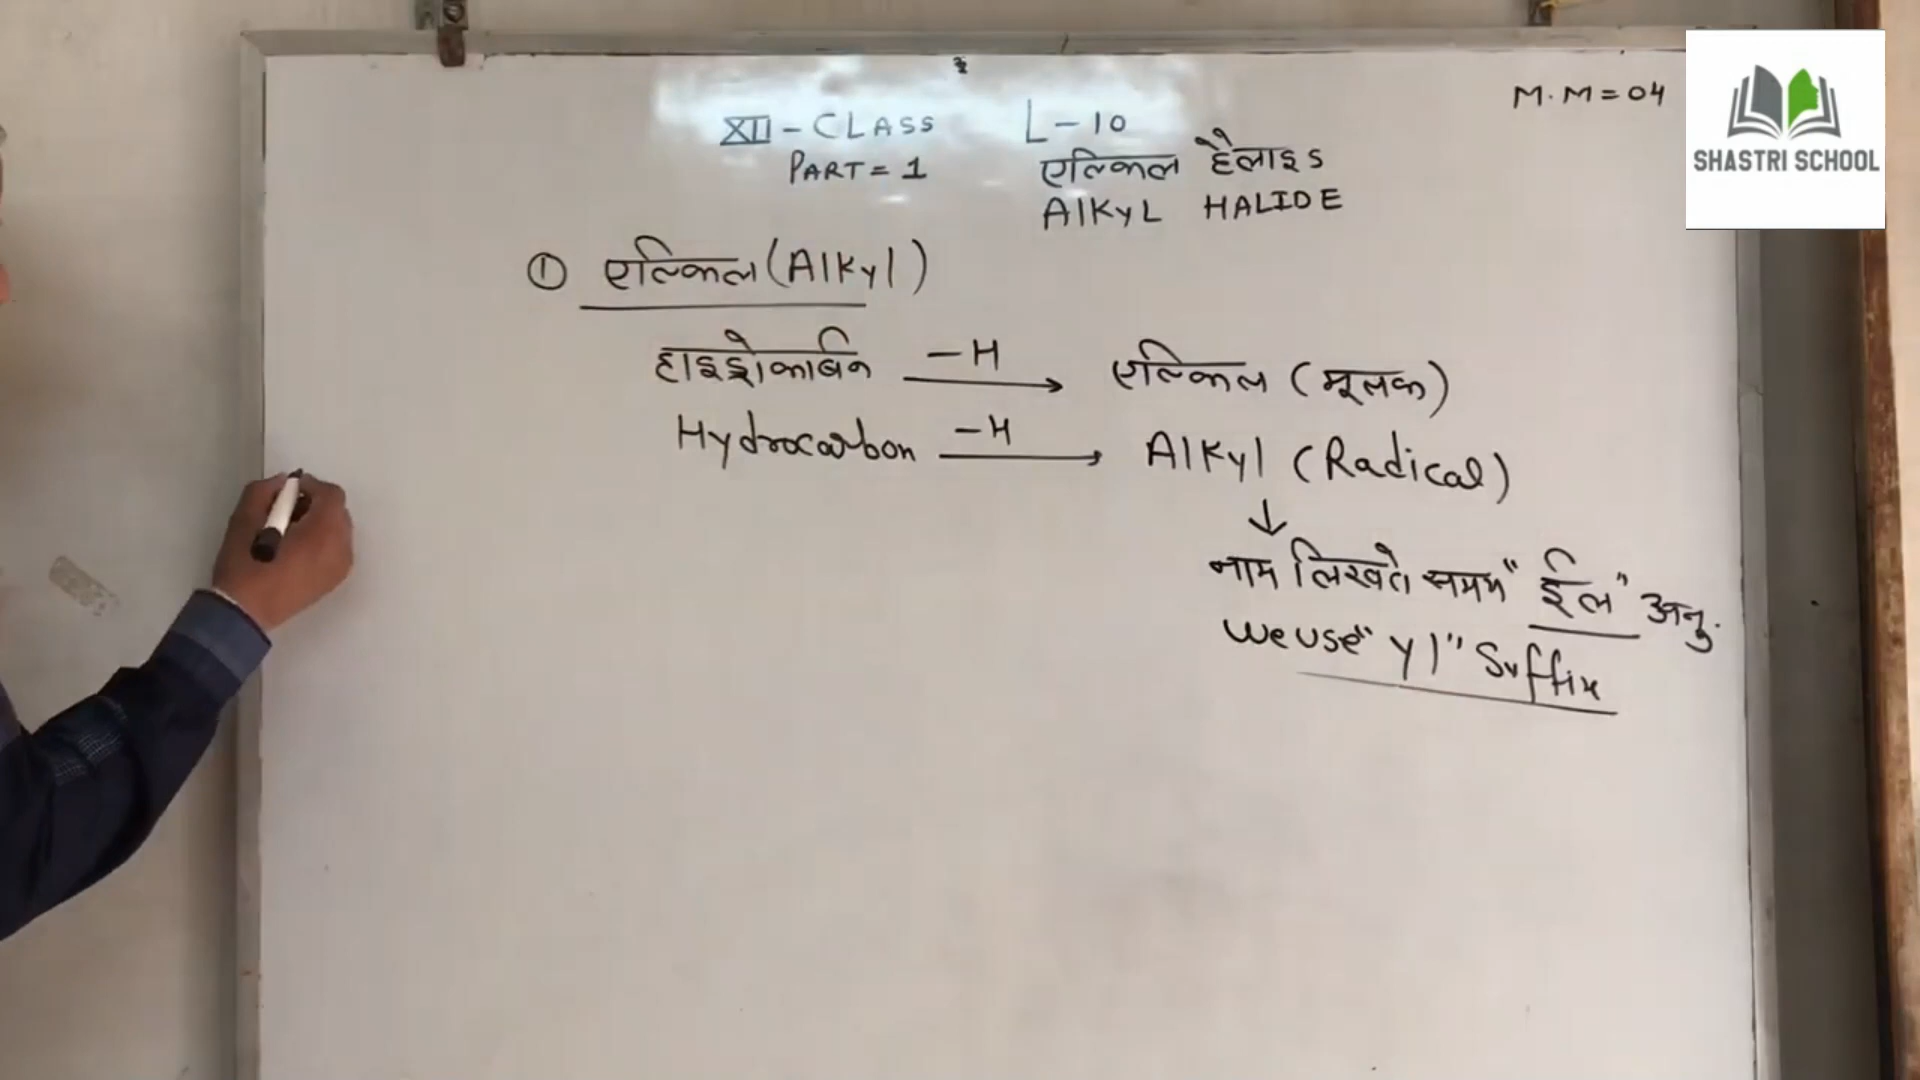 M.M=04
SHASTRI SCHOOL
XII-CLASS L-10
PART=1 एल्किल हैलाइड
AlKyL HALIDE
① एल्किल (AlKyl)
हाइड्रोकार्बन -H एल्किल (मूलक)
Hydrocarbon -H AlKyl (Radical)
नाम लिखते समय "ईल" अनु.
We use "yl" Suffix